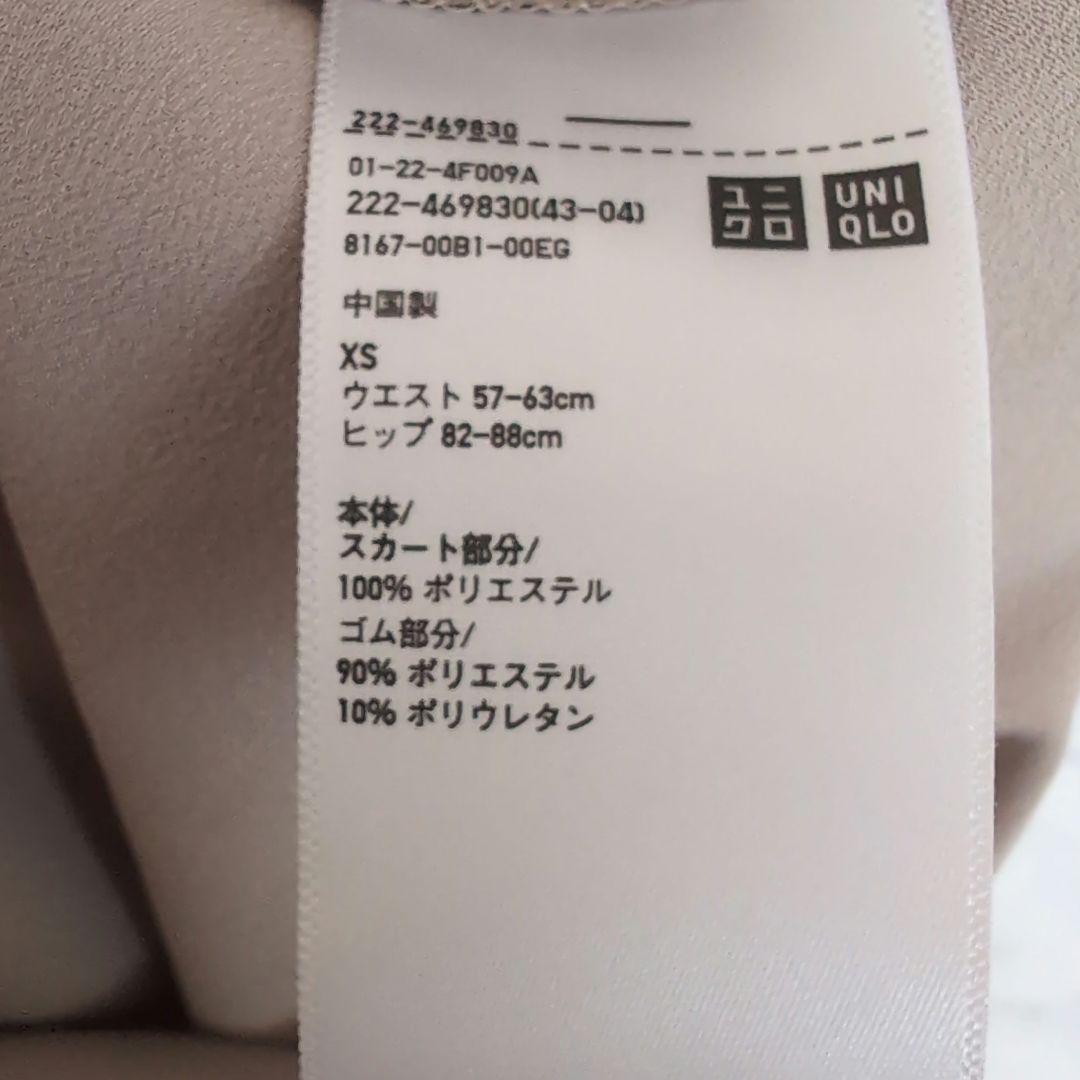 222-469830
01-22-4F009A
222-469830(43-04)
8167-00B1-00EG
ユニ
クロ
UNI
QLO
中国製
XS
ウエスト 57-63cm
ヒップ 82-88cm
本体/
スカート部分/
100% ポリエステル
ゴム部分/
90% ポリエステル
10% ポリウレタン